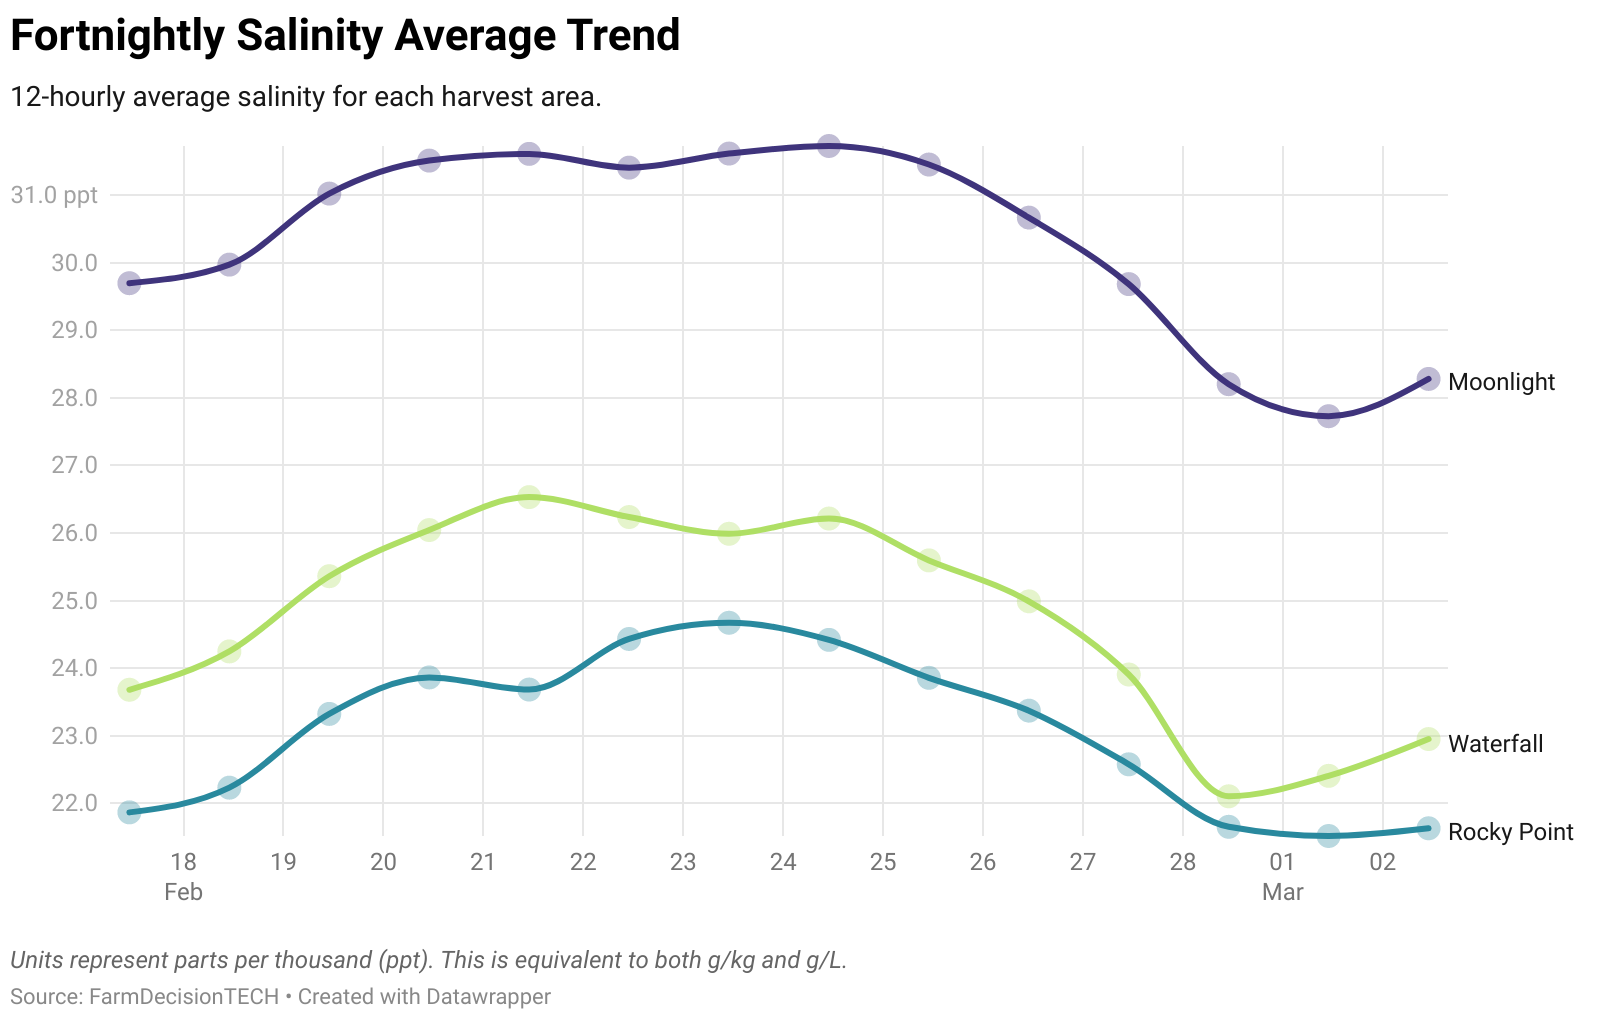 Fortnightly Salinity Average Trend
12-hourly average salinity for each harvest area.
31.0 ppt
30.0
29.0
28.0
Moonlight
27.0
26.0
25.0
24.0
23.0
Waterfall
22.0
Rocky Point
18 19 20 21 22 23 24 25 26 27 28 01 02
Feb Mar
Units represent parts per thousand (ppt). This is equivalent to both g/kg and g/L.
Source: FarmDecisionTECH • Created with Datawrapper